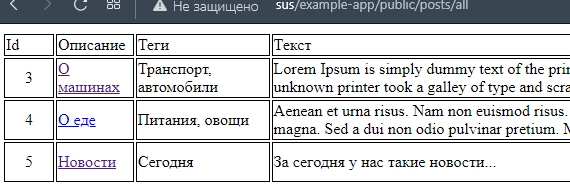 Не защищено sus/example-app/public/posts/all
Id Описание Теги Текст
3 О машинах Транспорт, автомобили Lorem Ipsum is simply dummy text of the
unknown printer took a galley of type and
4 О еде Питания, овощи Aenean et urna risus. Nam non euismod risus.
magna. Sed a dui non odio pulvinar pretium.
5 Новости Сегодня За сегодня у нас такие новости...